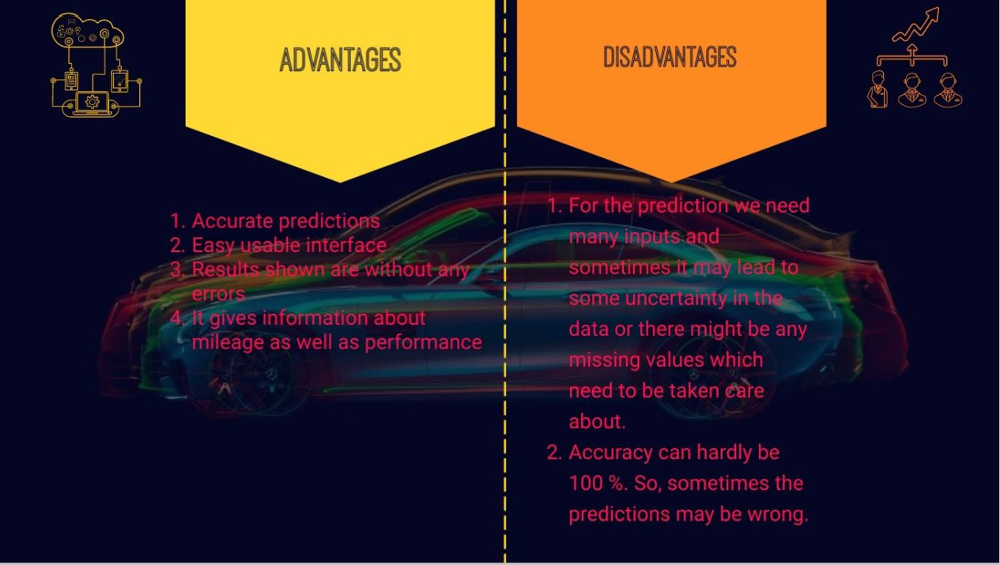 ADVANTAGES
1. Accurate predictions
2. Easy usable interface
3. Results shown are without any
errors
4. It gives information about
mileage as well as performance
DISADVANTAGES
1. For the prediction we need
many inputs and
sometimes it may lead to
some uncertainty in the
data or there might be any
missing values which
need to be taken care
about.
2. Accuracy can hardly be
100 %. So, sometimes the
predictions may be wrong.